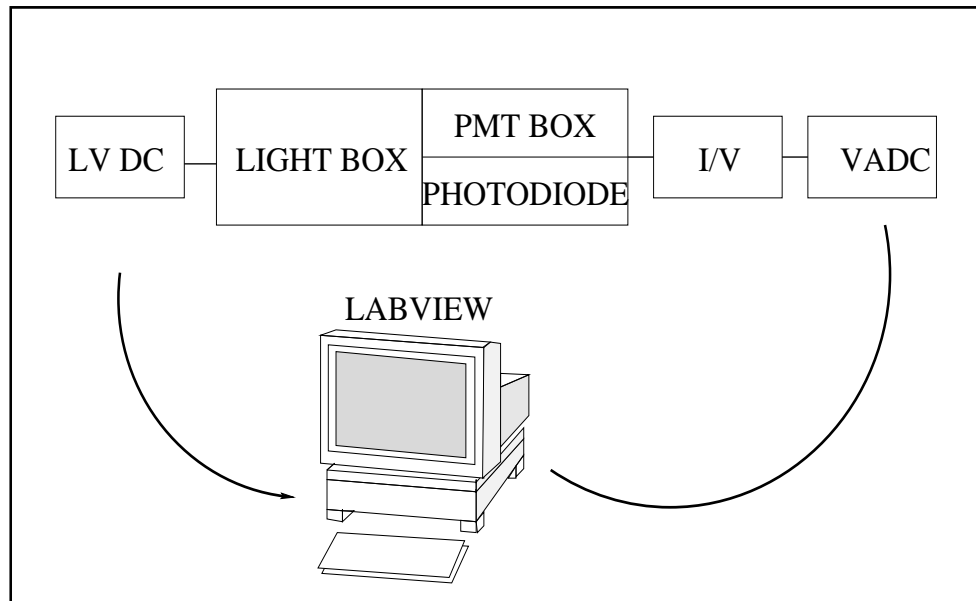 LV DC
LIGHT BOX
PMT BOX
PHOTODIODE
I/V
VADC
LABVIEW